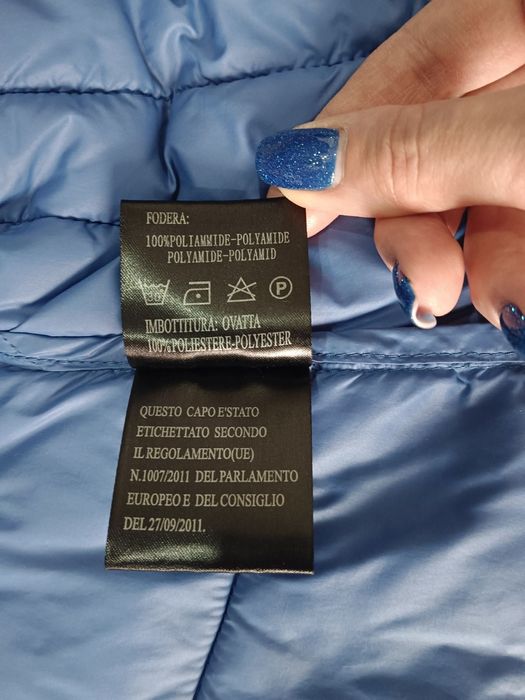 FODERA:
100%POLIAMMIDE-POLYAMIDE
POLYAMIDE-POLYAMID
P
IMBOTTITURA: OVATTA
100%POLIESTERE-POLYESTER
QUESTO CAPO E'STATO
ETICHETTATO SECONDO
IL REGOLAMENTO(UE)
N.1007/2011 DEL PARLAMENTO
EUROPEO E DEL CONSIGLIO
DEL 27/09/2011.